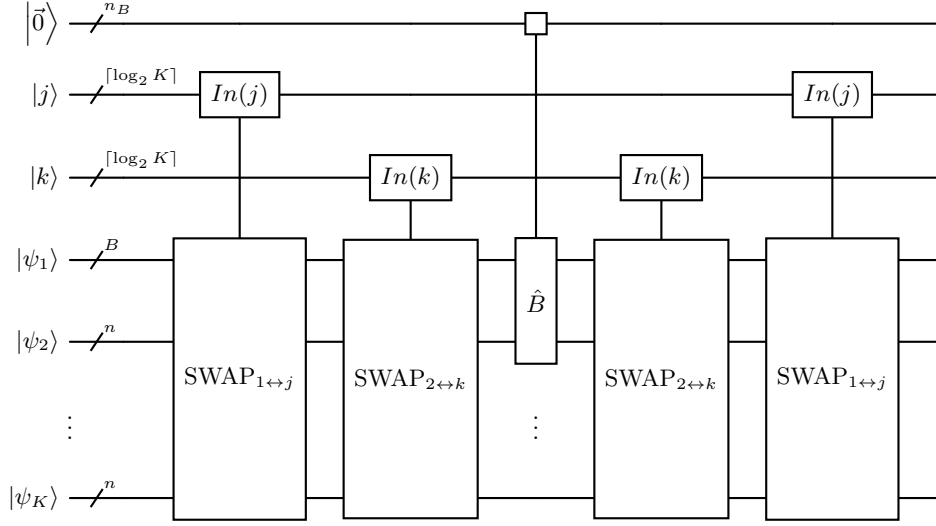 |0⃗⟩ n_B
|j⟩ ⌈log₂ K⌉ In(j) In(j)
|k⟩ ⌈log₂ K⌉ In(k) In(k)
|ψ₁⟩ B
B̂
|ψ₂⟩ n
SWAP₁↔ⱼ SWAP₂↔ₖ SWAP₂↔ₖ SWAP₁↔ⱼ
⋮ ⋮
|ψ_K⟩ n